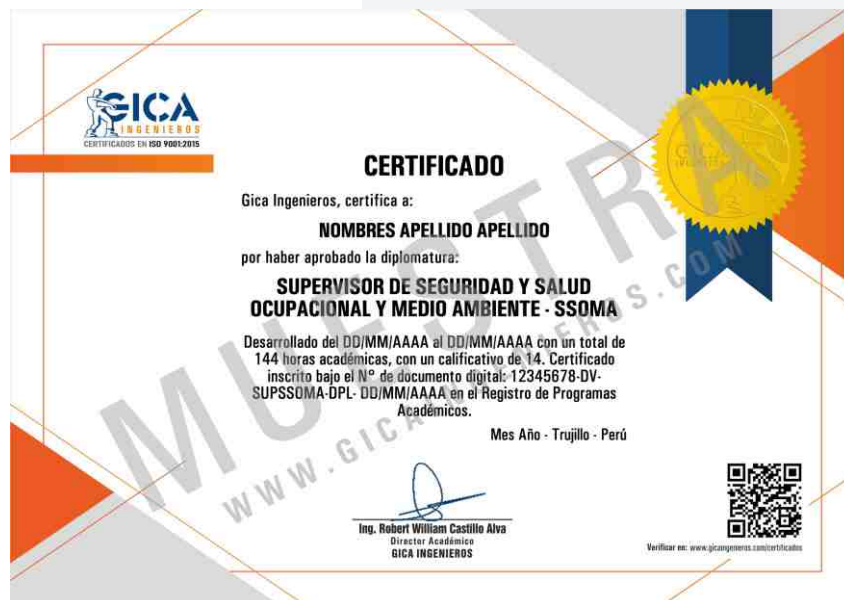 GICA
INGENIEROS
CERTIFICADOS EN ISO 9001:2015
CERTIFICADO
Gica Ingenieros, certifica a:
NOMBRES APELLIDO APELLIDO
por haber aprobado la diplomatura:
SUPERVISOR DE SEGURIDAD Y SALUD
OCUPACIONAL Y MEDIO AMBIENTE - SSOMA
Desarrollado del DD/MM/AAAA al DD/MM/AAAA con un total de
144 horas académicas, con un calificativo de 14. Certificado
inscrito bajo el N° de documento digital: 12345678-DV-
SUPSSOMA-DPL- DD/MM/AAAA en el Registro de Programas
Académicos.
Mes Año - Trujillo - Perú
MUESTRA
WWW.GICAINGENIEROS.COM
Ing. Robert William Castillo Alva
Director Académico
GICA INGENIEROS
Verificar en: www.gicaingenieros.com/certificados